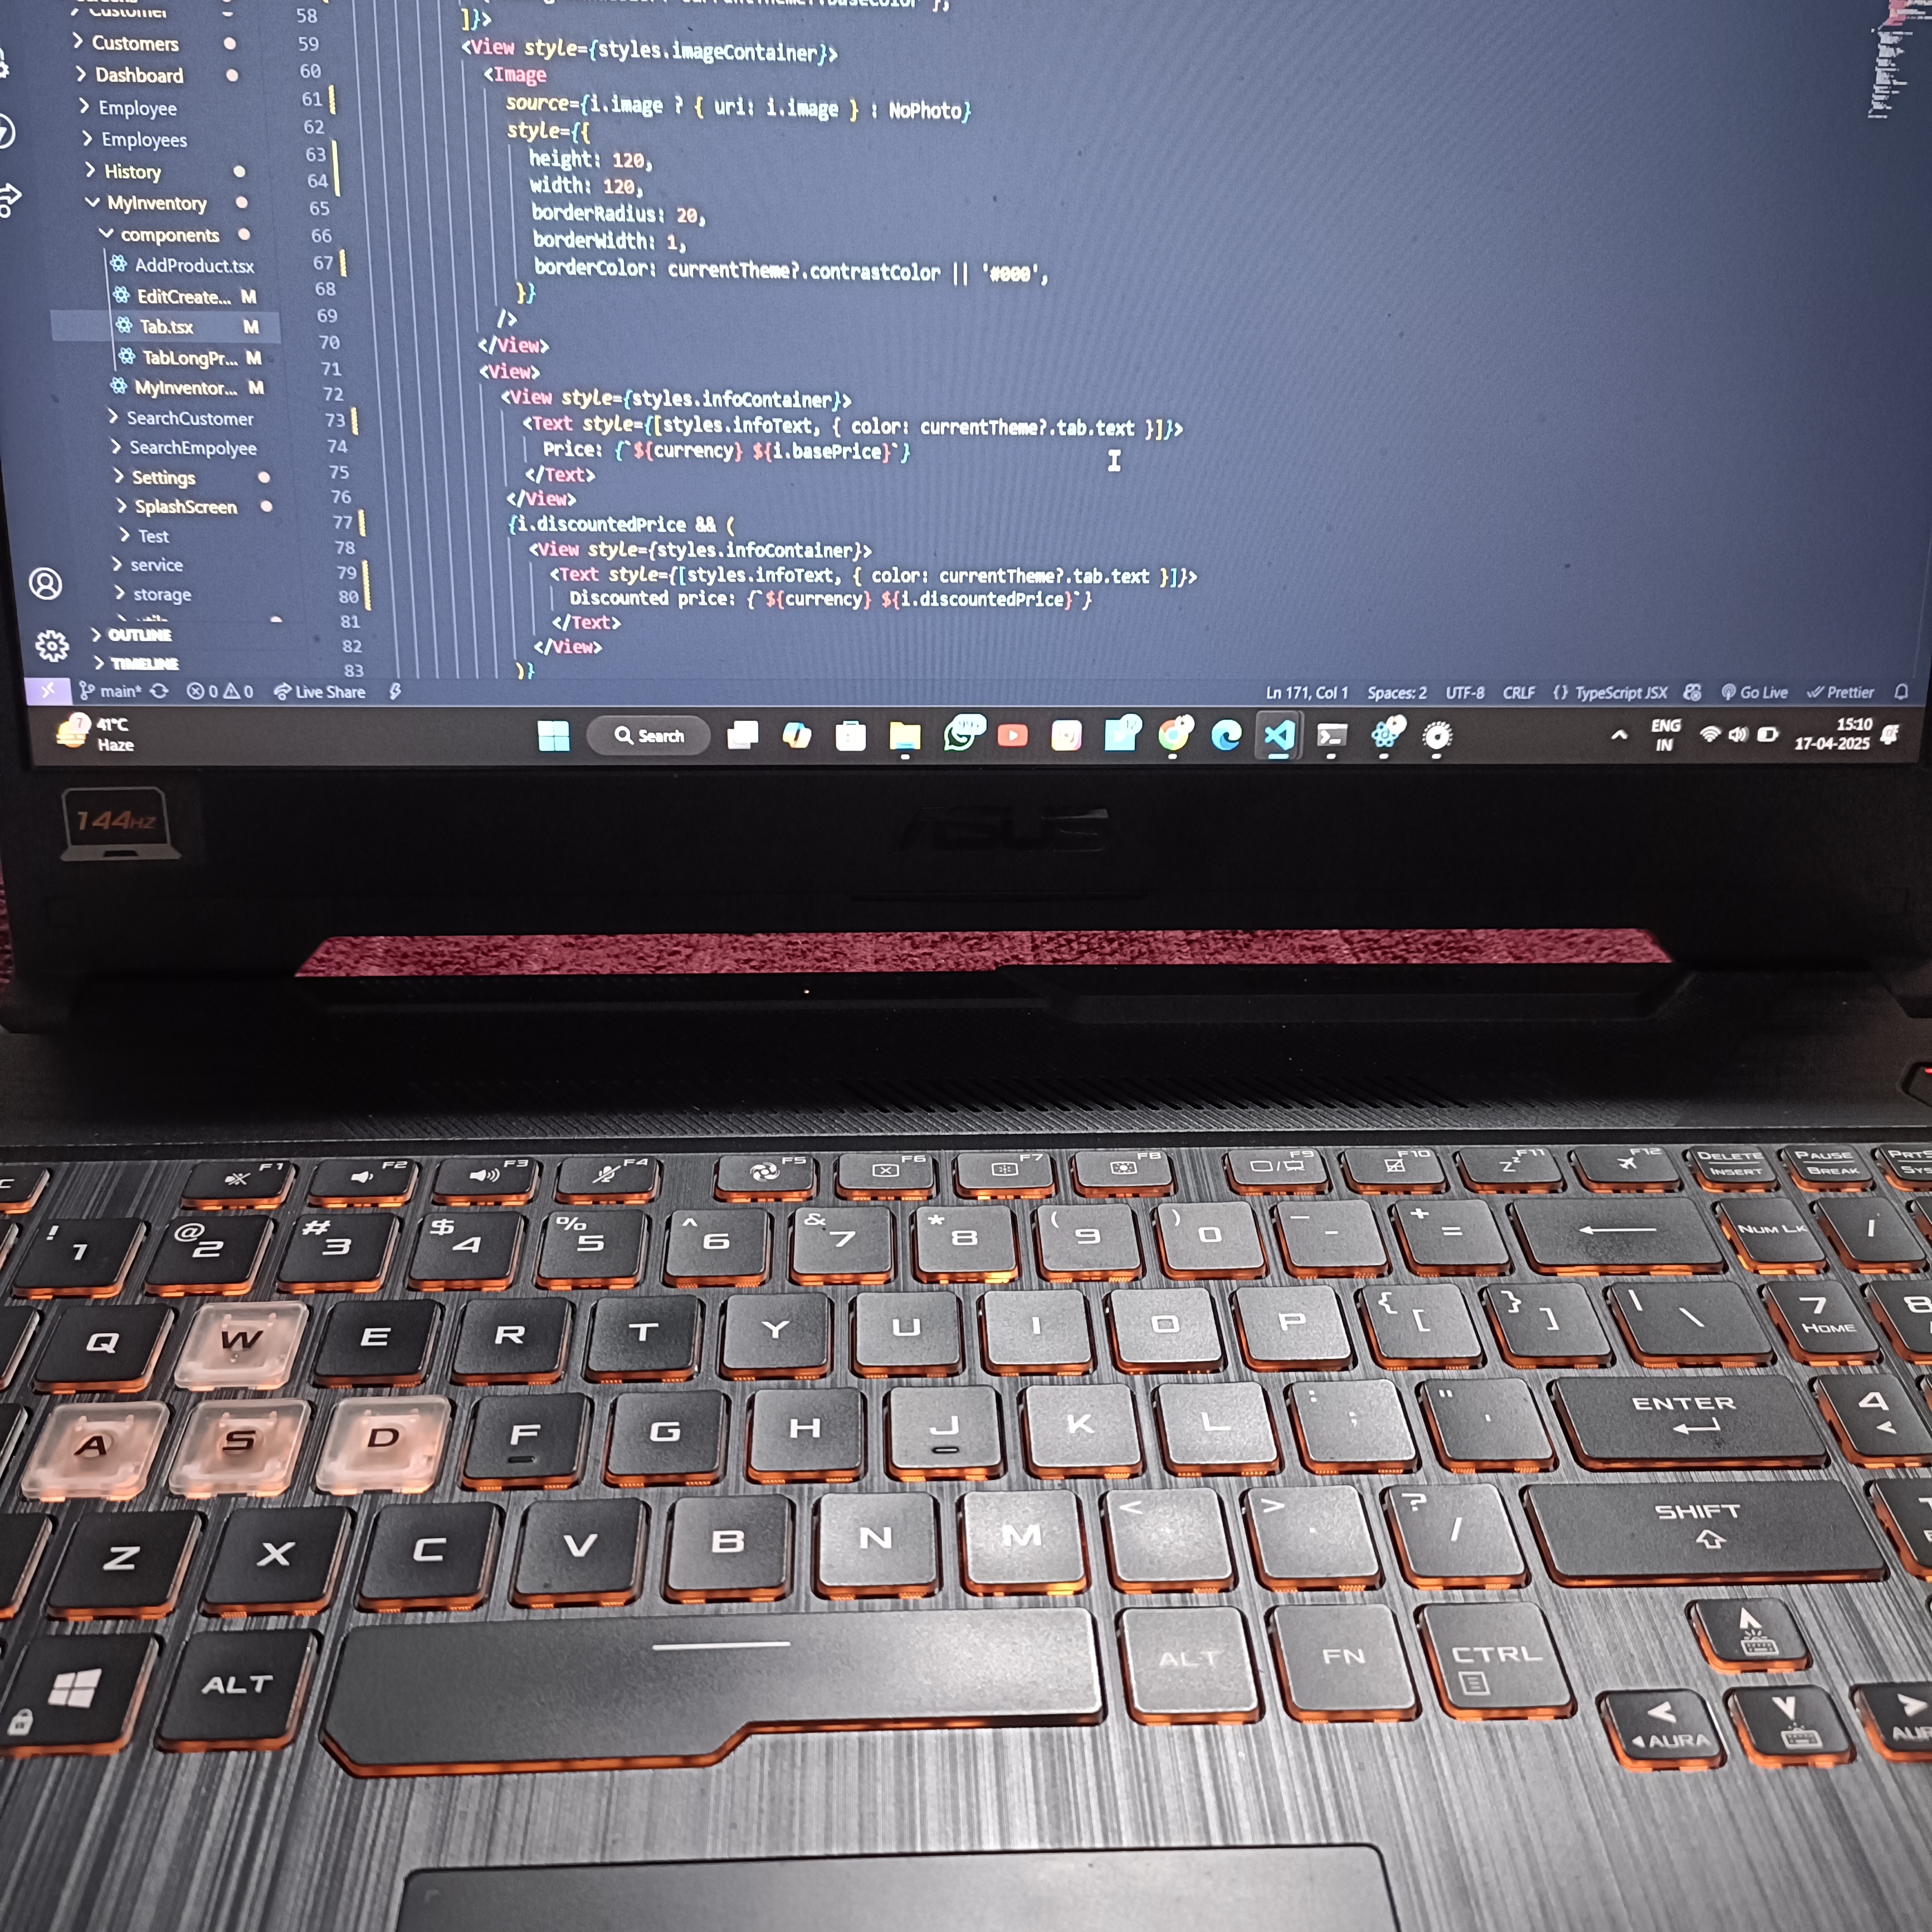 Customer
Customers
Dashboard
Employee
Employees
History
MyInventory
components
AddProduct.tsx
EditCreate... M
Tab.tsx M
TabLongPr... M
MyInventor... M
SearchCustomer
SearchEmpolyee
Settings
SplashScreen
Test
service
storage
OUTLINE
TIMELINE
58 ]}>
59 <View style={styles.imageContainer}>
60 <Image
61 source={i.image ? { uri: i.image } : NoPhoto}
62 style={{
63 height: 120,
64 width: 120,
65 borderRadius: 20,
66 borderWidth: 1,
67 borderColor: currentTheme?.contrastColor || '#000',
68 }}
69 />
70 </View>
71 <View>
72 <View style={styles.infoContainer}>
73 <Text style={[styles.infoText, { color: currentTheme?.tab.text }]}>
74 Price: {`${currency} ${i.basePrice}`}
75 </Text>
76 </View>
77 {i.discountedPrice && (
78 <View style={styles.infoContainer}>
79 <Text style={[styles.infoText, { color: currentTheme?.tab.text }]}>
80 Discounted price: {`${currency} ${i.discountedPrice}`}
81 </Text>
82 </View>
83 )}
main* 0 0 Live Share Ln 171, Col 1 Spaces: 2 UTF-8 CRLF {} TypeScript JSX Go Live Prettier
7 41°C
Haze
Search
ENG
IN
15:10
17-04-2025
144HZ
ASUS
F1 F2 F3 F4 F5 F6 F7 F8 F9 F10 F11 F12 DELETE INSERT PAUSE BREAK
! 1 @ 2 # 3 $ 4 % 5 ^ 6 & 7 * 8 ( 9 ) 0 _ - + = NUM LK /
Q W E R T Y U I O P { [ } ] | \ 7 HOME 8
A S D F G H J K L : ; " ' ENTER 4
Z X C V B N M < , > . ? / SHIFT
ALT ALT FN CTRL
AURA